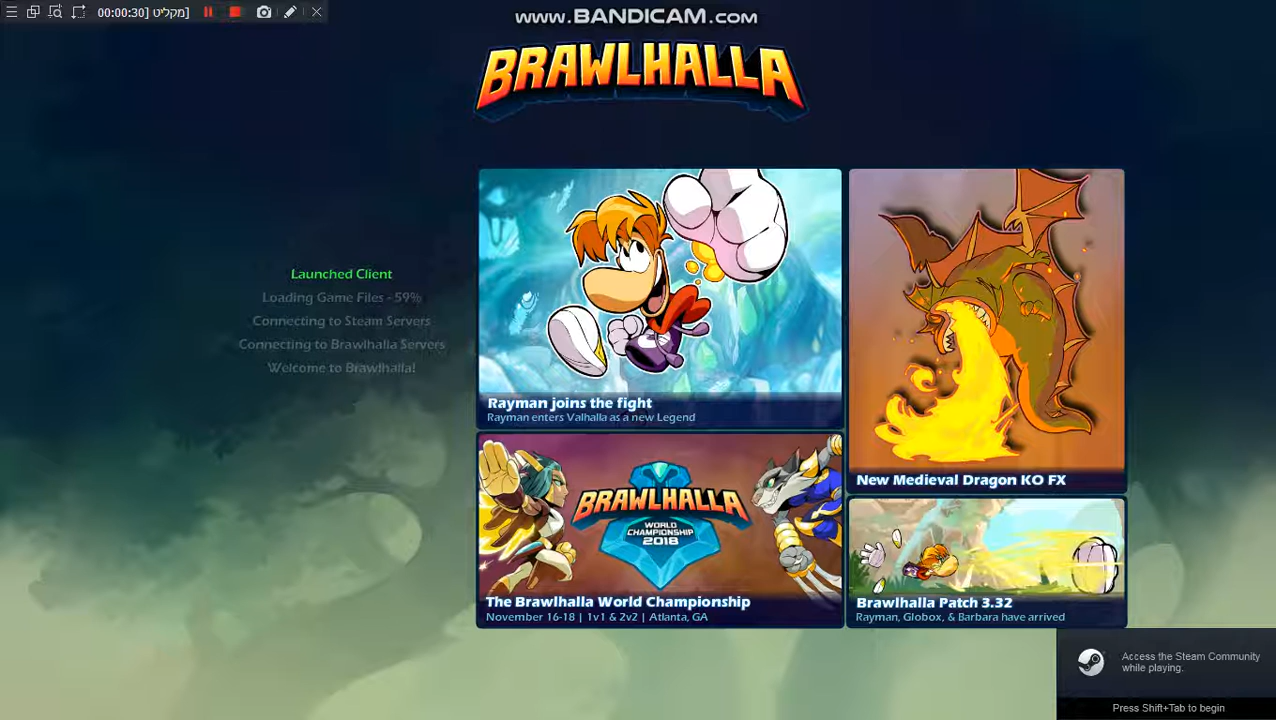 00:00:30 [מקליט]
www.BANDICAM.com
BRAWLHALLA
Launched Client
Loading Game Files - 59%
Connecting to Steam Servers
Connecting to Brawlhalla Servers
Welcome to Brawlhalla!
Rayman joins the fight
Rayman enters Valhalla as a new Legend
New Medieval Dragon KO FX
BRAWLHALLA
WORLD
CHAMPIONSHIP
2018
The Brawlhalla World Championship
November 16-18 | 1v1 & 2v2 | Atlanta, GA
Brawlhalla Patch 3.32
Rayman, Globox, & Barbara have arrived
Access the Steam Community
while playing.
Press Shift+Tab to begin